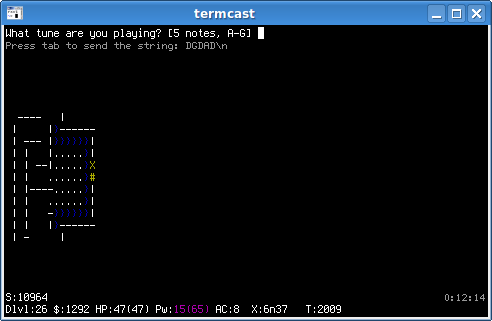 termcast
What tune are you playing? [5 notes, A-G]
Press tab to send the string: DGDAD\n
S:10964
0:12:14
Dlvl:26 $:1292 HP:47(47) Pw:15(65) AC:8 X:6n37 T:2009